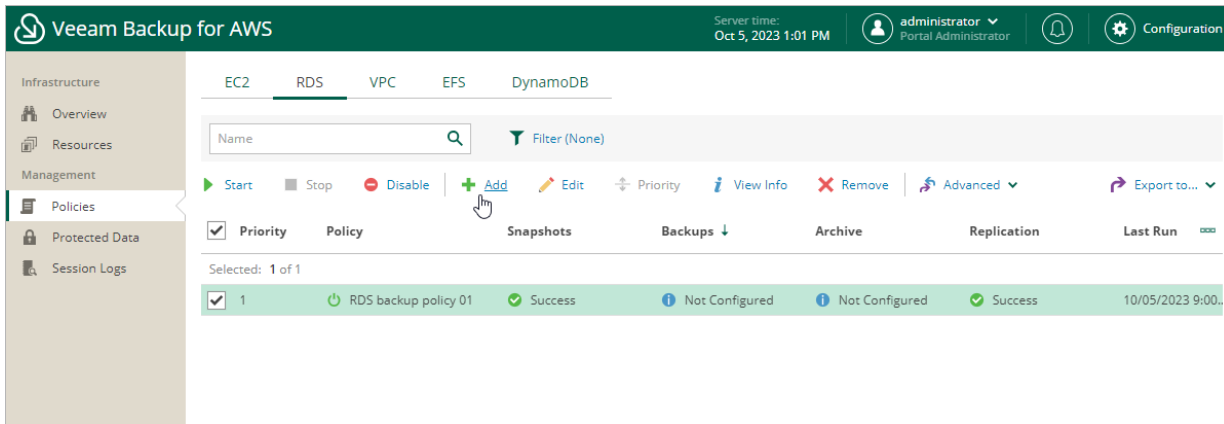 Veeam Backup for AWS
Server time:
Oct 5, 2023 1:01 PM
administrator
Portal Administrator
Configuration
Infrastructure
Overview
Resources
Management
Policies
Protected Data
Session Logs
EC2 RDS VPC EFS DynamoDB
Name Filter (None)
Start Stop Disable Add Edit Priority View Info Remove Advanced Export to...
Priority Policy Snapshots Backups Archive Replication Last Run
Selected: 1 of 1
1 RDS backup policy 01 Success Not Configured Not Configured Success 10/05/2023 9:00...